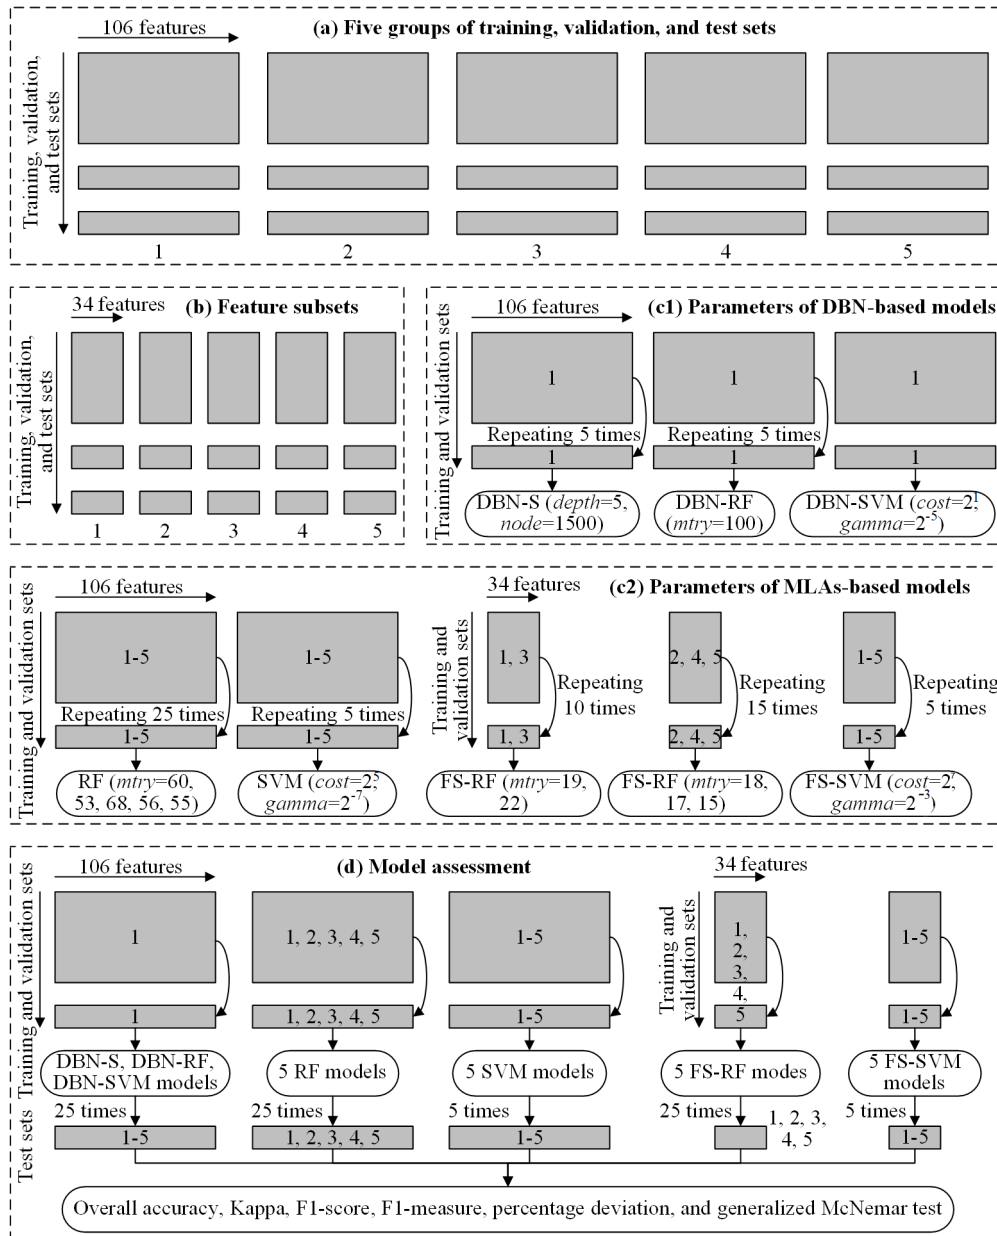 106 features
(a) Five groups of training, validation, and test sets
Training, validation,
and test sets
1 2 3 4 5
34 features
(b) Feature subsets
Training, validation,
and test sets
1 2 3 4 5
106 features
(c1) Parameters of DBN-based models
Training and validation sets
1 1 1
Repeating 5 times Repeating 5 times
1 1 1
DBN-S (depth=5,
node=1500)
DBN-RF
(mtry=100)
DBN-SVM (cost=2^1,
gamma=2^-5)
106 features
34 features
(c2) Parameters of MLAs-based models
Training and validation sets
Training and
validation sets
1-5 1-5 1, 3 2, 4, 5 1-5
Repeating 25 times
Repeating 5 times
Repeating
10 times
Repeating
15 times
Repeating
5 times
1-5 1-5 1, 3 2, 4, 5 1-5
RF (mtry=60,
53, 68, 56, 55)
SVM (cost=2^5,
gamma=2^-7)
FS-RF (mtry=19,
22)
FS-RF (mtry=18,
17, 15)
FS-SVM (cost=2^7,
gamma=2^-3)
106 features
(d) Model assessment
34 features
Training and validation sets
Training and
validation sets
1 1, 2, 3, 4, 5 1-5
1,
2,
3,
4,
5
1-5
1 1, 2, 3, 4, 5 1-5 1-5
DBN-S, DBN-RF,
DBN-SVM models
5 RF models
5 SVM models
5 FS-RF modes
5 FS-SVM
models
Test sets
25 times 25 times 5 times 25 times 5 times
1-5 1, 2, 3, 4, 5 1-5
1, 2, 3,
4, 5
1-5
Overall accuracy, Kappa, F1-score, F1-measure, percentage deviation, and generalized McNemar test